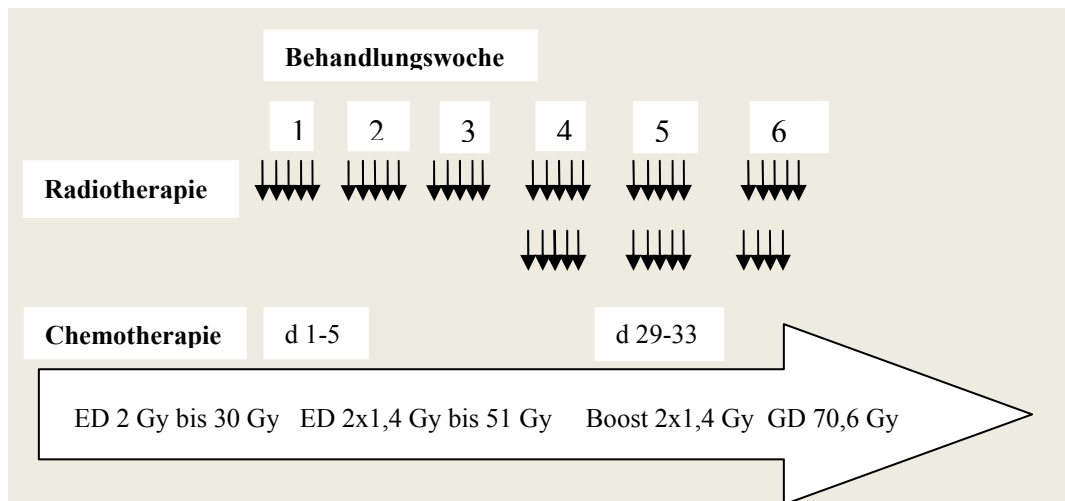 Behandlungswoche
1 2 3 4 5 6
Radiotherapie
Chemotherapie d 1-5 d 29-33
ED 2 Gy bis 30 Gy ED 2x1,4 Gy bis 51 Gy Boost 2x1,4 Gy GD 70,6 Gy